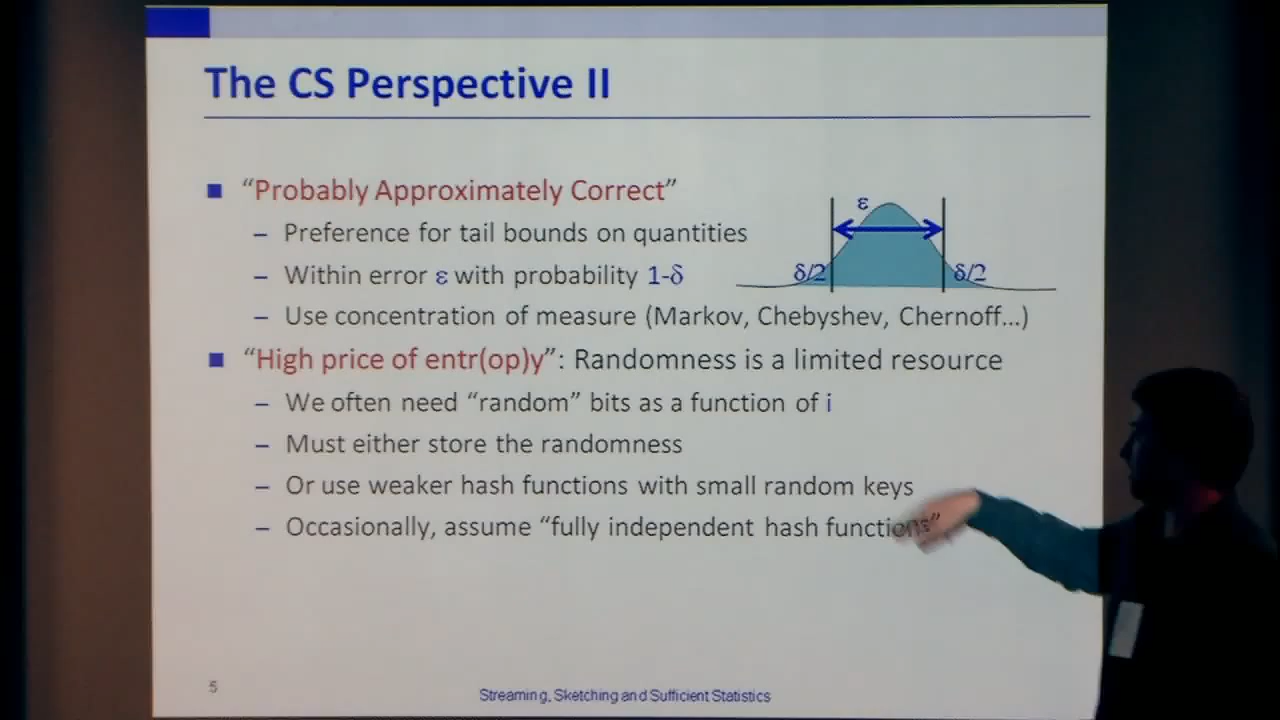 The CS Perspective II
“Probably Approximately Correct”
– Preference for tail bounds on quantities
– Within error ε with probability 1-δ
– Use concentration of measure (Markov, Chebyshev, Chernoff…)
ε
δ/2
δ/2
“High price of entr(op)y”: Randomness is a limited resource
– We often need “random” bits as a function of i
– Must either store the randomness
– Or use weaker hash functions with small random keys
– Occasionally, assume “fully independent hash functions”
5
Streaming, Sketching and Sufficient Statistics